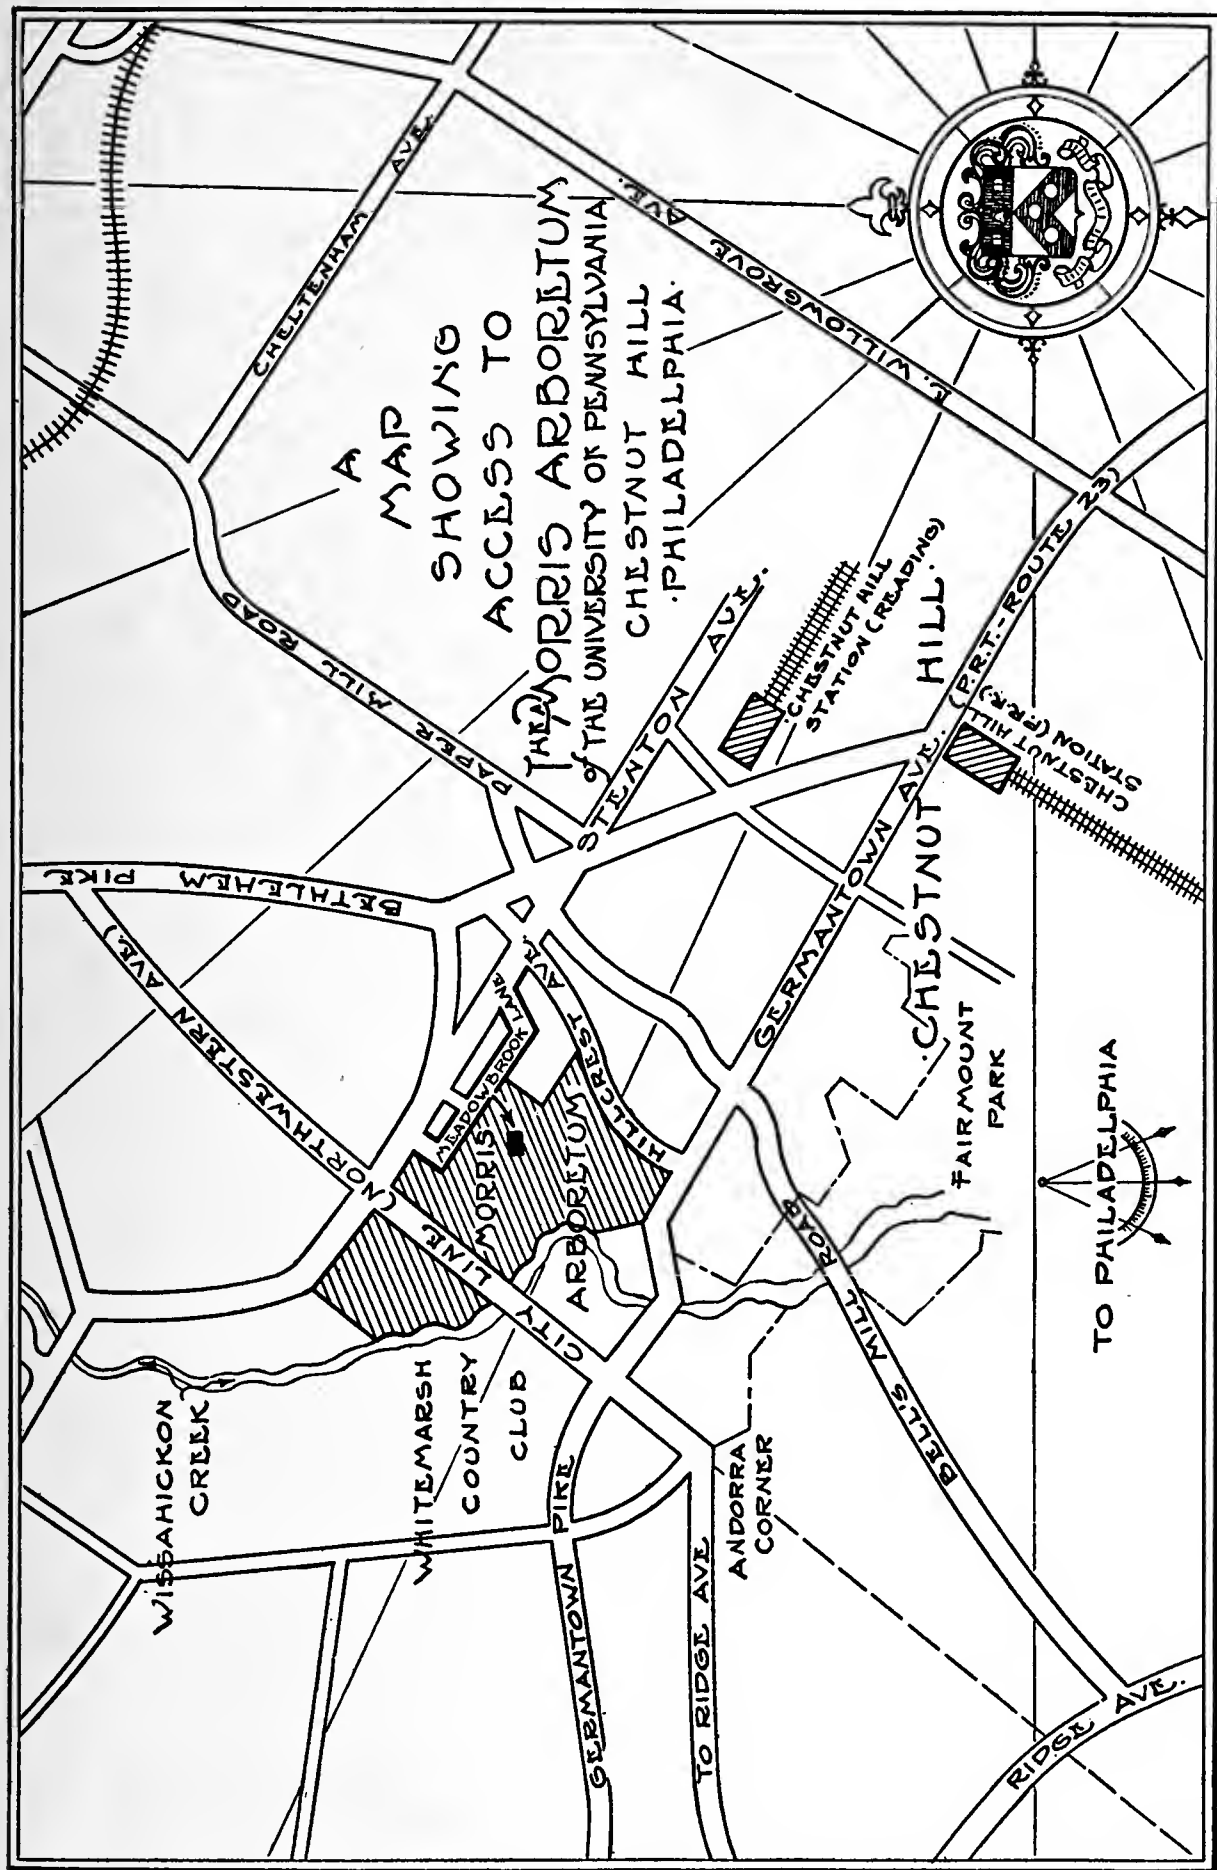 A
MAP
SHOWING
ACCESS TO
THE MORRIS ARBORETUM
of THE UNIVERSITY OF PENNSYLVANIA
CHESTNUT HILL
·PHILADELPHIA·
WISSAHICKON
CREEK
WHITEMARSH
COUNTRY
CLUB
GERMANTOWN PIKE
TO RIDGE AVE
ANDORRA
CORNER
RIDGE AVE.
BELL'S MILL ROAD
TO PHILADELPHIA
FAIRMOUNT
PARK
CITY LINE
(NORTHWESTERN AVE.)
MORRIS
ARBORETUM
MEADOWBROOK LANE
HILLCREST AVE.
BETHLEHEM PIKE
PAPER MILL ROAD
STENTON AVE.
CHELTENHAM AVE.
E. WILLOWGROVE AVE.
GERMANTOWN AVE. (P.R.T.-ROUTE 23)
·CHESTNUT HILL·
·CHESTNUT HILL
STATION (READING)
CHESTNUT HILL
STATION (P.R.R.)